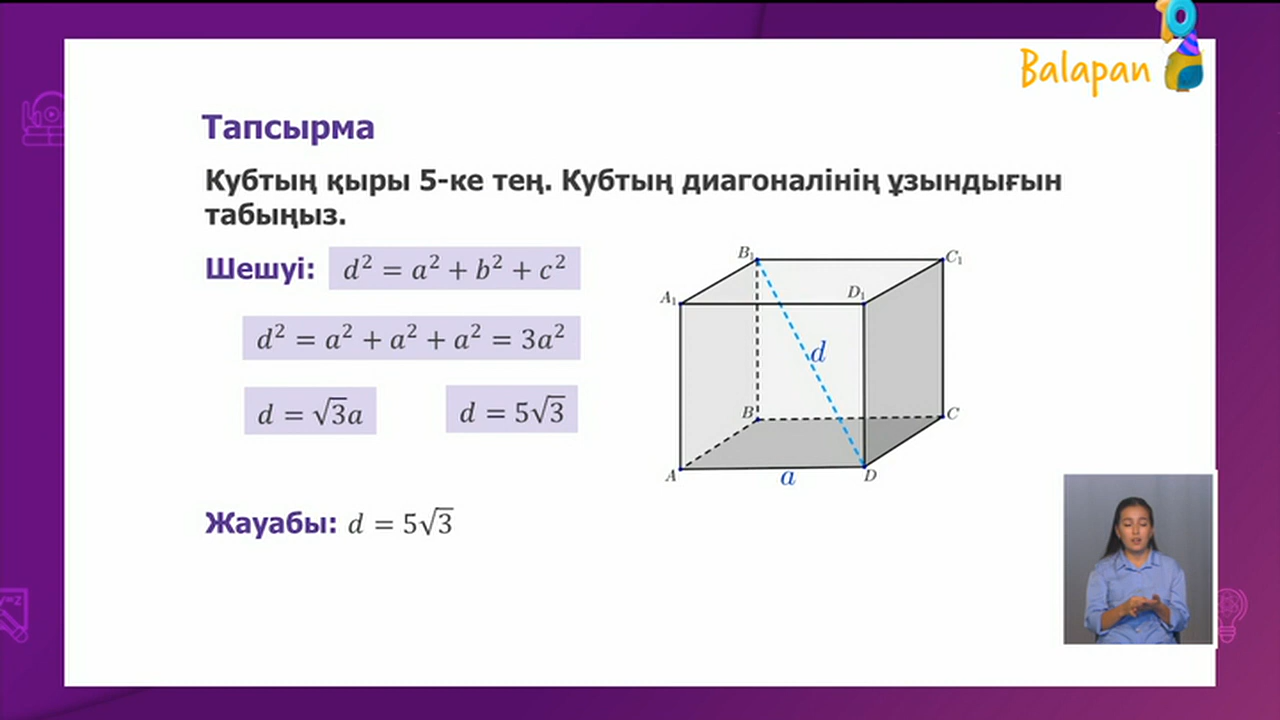 10
Balapan
Тапсырма
Кубтың қыры 5-ке тең. Кубтың диагоналінің ұзындығын
табыңыз.
Шешуі: d² = a² + b² + c²
d² = a² + a² + a² = 3a²
d = √3a d = 5√3
Жауабы: d = 5√3
B₁ C₁
A₁ D₁
d
B C
A a D
y=z